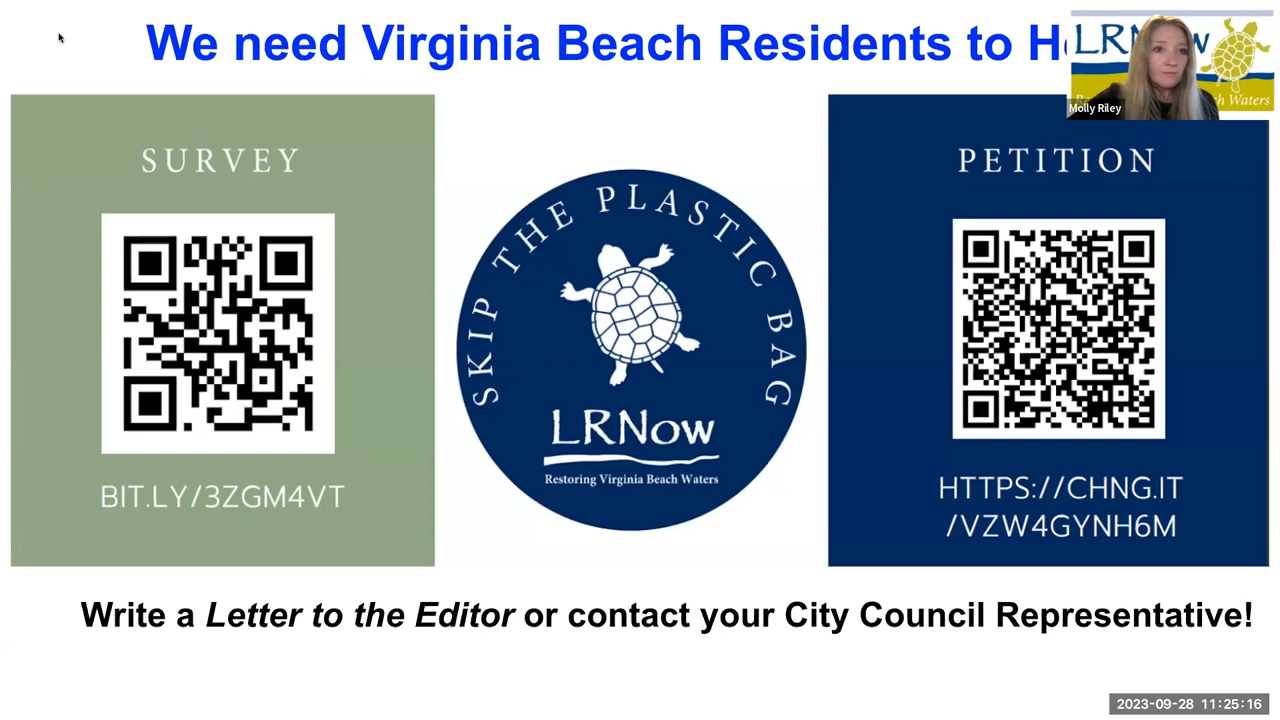 We need Virginia Beach Residents to
LRNow
ch Waters
Molly Riley
SURVEY
BIT.LY/3ZGM4VT
SKIP THE PLASTIC BAG
LRNow
Restoring Virginia Beach Waters
PETITION
HTTPS://CHNG.IT
/VZW4GYNH6M
Write a Letter to the Editor or contact your City Council Representative!
2023-09-28 11:25:16